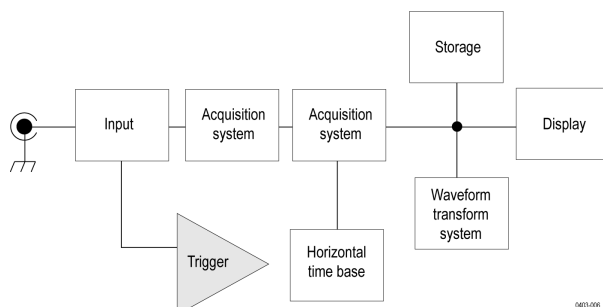 Storage
Input
Acquisition
system
Acquisition
system
Display
Waveform
transform
system
Trigger
Horizontal
time base
0403-006